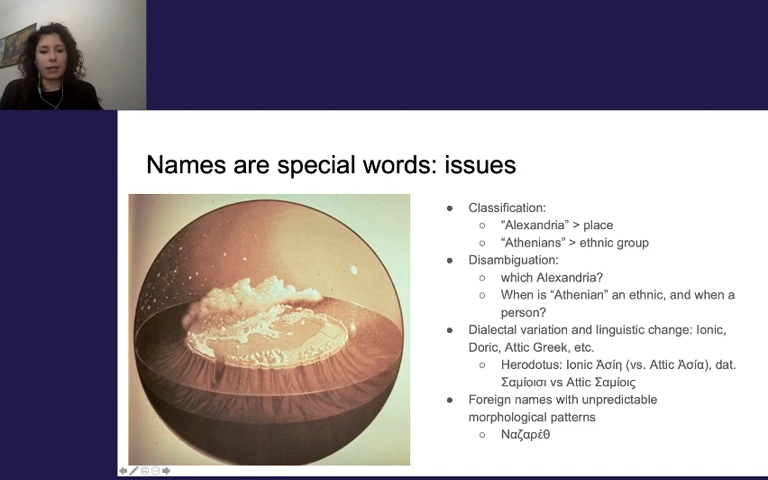 Names are special words: issues
● Classification:
○ “Alexandria” > place
○ “Athenians” > ethnic group
● Disambiguation:
○ which Alexandria?
○ When is “Athenian” an ethnic, and when a
person?
● Dialectal variation and linguistic change: Ionic,
Doric, Attic Greek, etc.
○ Herodotus: Ionic Ἀσίη (vs. Attic Ἀσία), dat.
Σαμίοισι vs Attic Σαμίοις
● Foreign names with unpredictable
morphological patterns
○ Ναζαρέθ